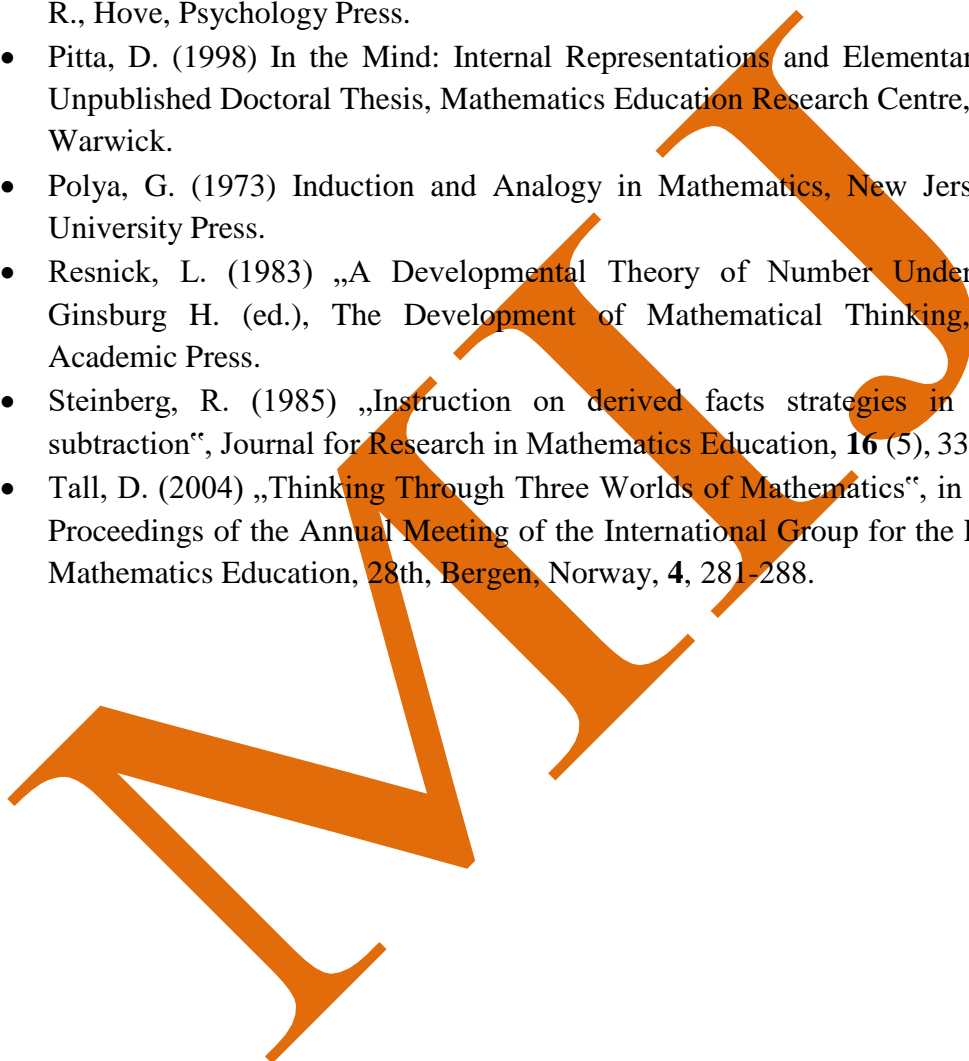 R., Hove, Psychology Press.
• Pitta, D. (1998) In the Mind: Internal Representations and Elementar
Unpublished Doctoral Thesis, Mathematics Education Research Centre,
Warwick.
• Polya, G. (1973) Induction and Analogy in Mathematics, New Jers
University Press.
• Resnick, L. (1983) „A Developmental Theory of Number Under
Ginsburg H. (ed.), The Development of Mathematical Thinking,
Academic Press.
• Steinberg, R. (1985) „Instruction on derived facts strategies in
subtraction‟, Journal for Research in Mathematics Education, 16 (5), 33
• Tall, D. (2004) „Thinking Through Three Worlds of Mathematics‟, in
Proceedings of the Annual Meeting of the International Group for the
Mathematics Education, 28th, Bergen, Norway, 4, 281-288.
MIJ